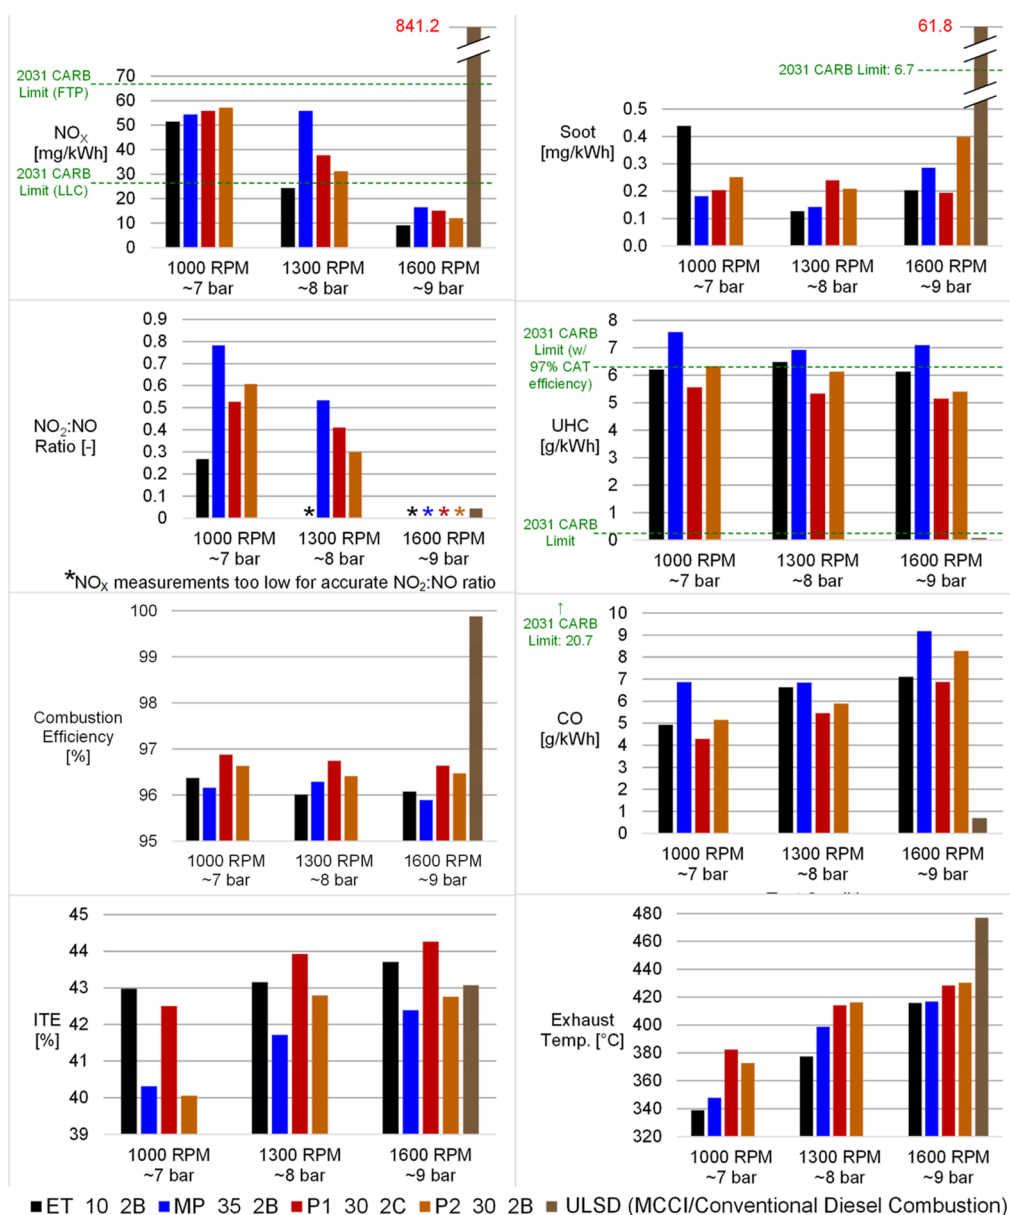 841.2
2031 CARB
Limit (FTP)
70
60
50
40
30
20
10
0
NOX
[mg/kWh]
2031 CARB
Limit (LLC)
1000 RPM
~7 bar
1300 RPM
~8 bar
1600 RPM
~9 bar
61.8
2031 CARB Limit: 6.7
Soot
[mg/kWh]
0.5
0.4
0.3
0.2
0.1
0.0
1000 RPM
~7 bar
1300 RPM
~8 bar
1600 RPM
~9 bar
NO2:NO
Ratio [-]
0.9
0.8
0.7
0.6
0.5
0.4
0.3
0.2
0.1
0
* * * * *
1000 RPM
~7 bar
1300 RPM
~8 bar
1600 RPM
~9 bar
*NOX measurements too low for accurate NO2:NO ratio
2031 CARB
Limit (w/
97% CAT
efficiency)
UHC
[g/kWh]
2031 CARB
Limit
8
7
6
5
4
3
2
1
0
1000 RPM
~7 bar
1300 RPM
~8 bar
1600 RPM
~9 bar
Combustion
Efficiency
[%]
100
99
98
97
96
95
1000 RPM
~7 bar
1300 RPM
~8 bar
1600 RPM
~9 bar
↑
2031 CARB
Limit: 20.7
CO
[g/kWh]
10
9
8
7
6
5
4
3
2
1
0
1000 RPM
~7 bar
1300 RPM
~8 bar
1600 RPM
~9 bar
ITE
[%]
45
44
43
42
41
40
39
1000 RPM
~7 bar
1300 RPM
~8 bar
1600 RPM
~9 bar
Exhaust
Temp. [°C]
480
460
440
420
400
380
360
340
320
1000 RPM
~7 bar
1300 RPM
~8 bar
1600 RPM
~9 bar
ET 10 2B MP 35 2B P1 30 2C P2 30 2B ULSD (MCCI/Conventional Diesel Combustion)